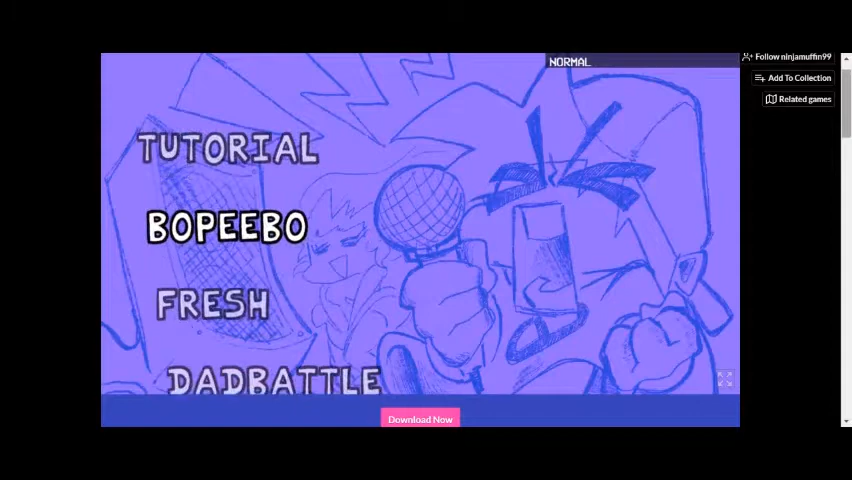 NORMAL
Follow ninjamuffin99
Add To Collection
Related games
TUTORIAL
BOPEEBO
FRESH
DADBATTLE
Download Now